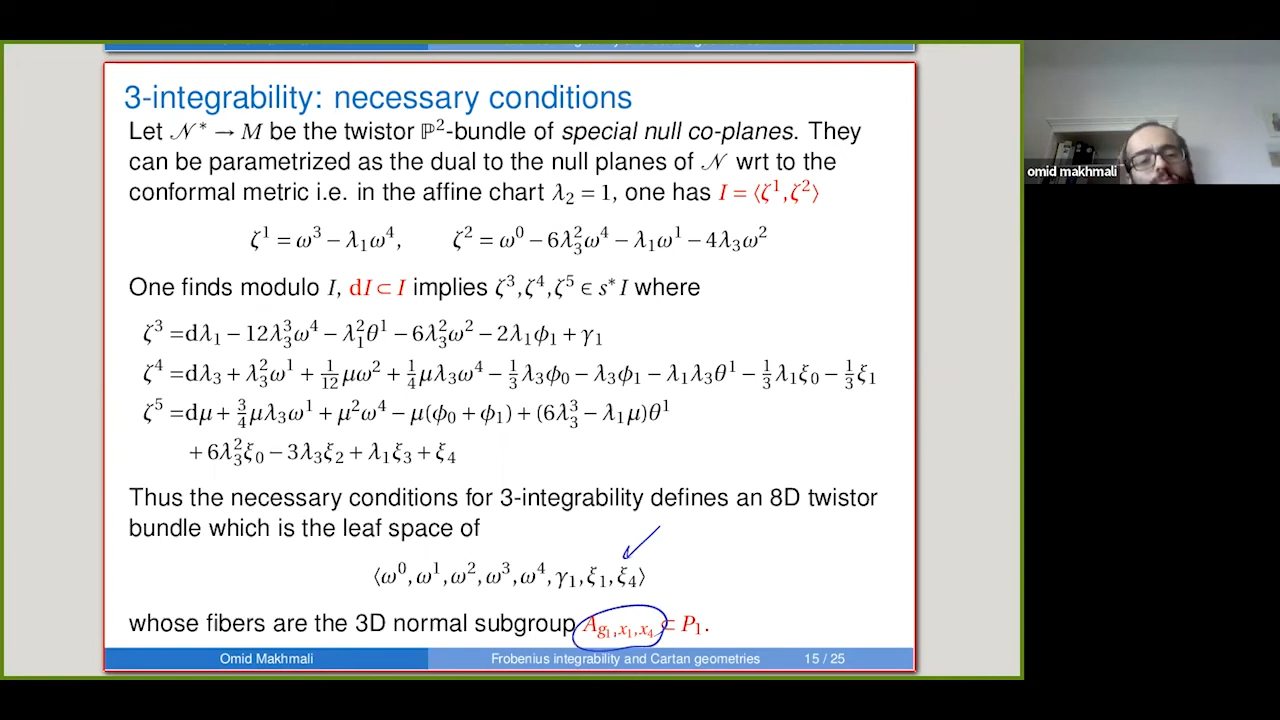 3-integrability: necessary conditions
Let 𝒩* → M be the twistor ℙ²-bundle of special null co-planes. They
can be parametrized as the dual to the null planes of 𝒩 wrt to the
conformal metric i.e. in the affine chart λ₂ = 1, one has I = ⟨ζ¹, ζ²⟩
ζ¹ = ω³ − λ₁ω⁴, ζ² = ω⁰ − 6λ₃²ω⁴ − λ₁ω¹ − 4λ₃ω²
One finds modulo I, dI ⊂ I implies ζ³, ζ⁴, ζ⁵ ∈ s*I where
ζ³ =dλ₁ − 12λ₃³ω⁴ − λ₁²θ¹ − 6λ₃²ω² − 2λ₁ϕ₁ + γ₁
ζ⁴ =dλ₃ + λ₃²ω¹ + 1/12 μω² + 1/4 μλ₃ω⁴ − 1/3 λ₃ϕ₀ − λ₃ϕ₁ − λ₁λ₃θ¹ − 1/3 λ₁ξ₀ − 1/3 ξ₁
ζ⁵ =dμ + 3/4 μλ₃ω¹ + μ²ω⁴ − μ(ϕ₀ + ϕ₁) + (6λ₃³ − λ₁μ)θ¹
+ 6λ₃²ξ₀ − 3λ₃ξ₂ + λ₁ξ₃ + ξ₄
Thus the necessary conditions for 3-integrability defines an 8D twistor
bundle which is the leaf space of
⟨ω⁰, ω¹, ω², ω³, ω⁴, γ₁, ξ₁, ξ₄⟩
whose fibers are the 3D normal subgroup A_{g₁,x₁,x₄} ⊂ P₁.
Omid Makhmali Frobenius integrability and Cartan geometries 15 / 25
omid makhmali